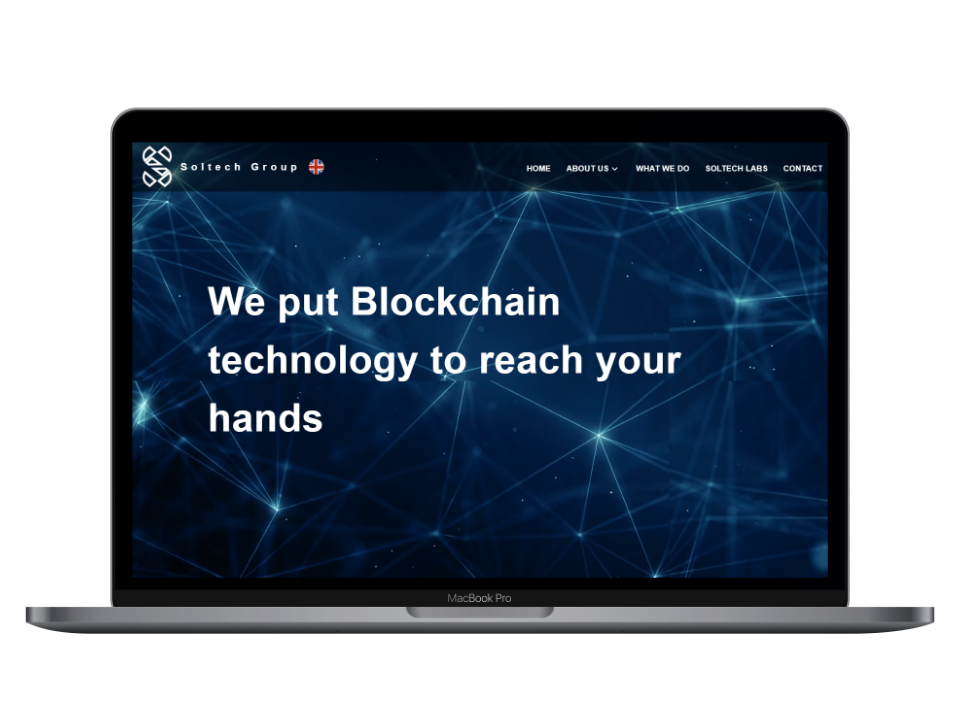 Soltech Group
HOME ABOUT US WHAT WE DO SOLTECH LABS CONTACT
We put Blockchain
technology to reach your
hands
MacBook Pro